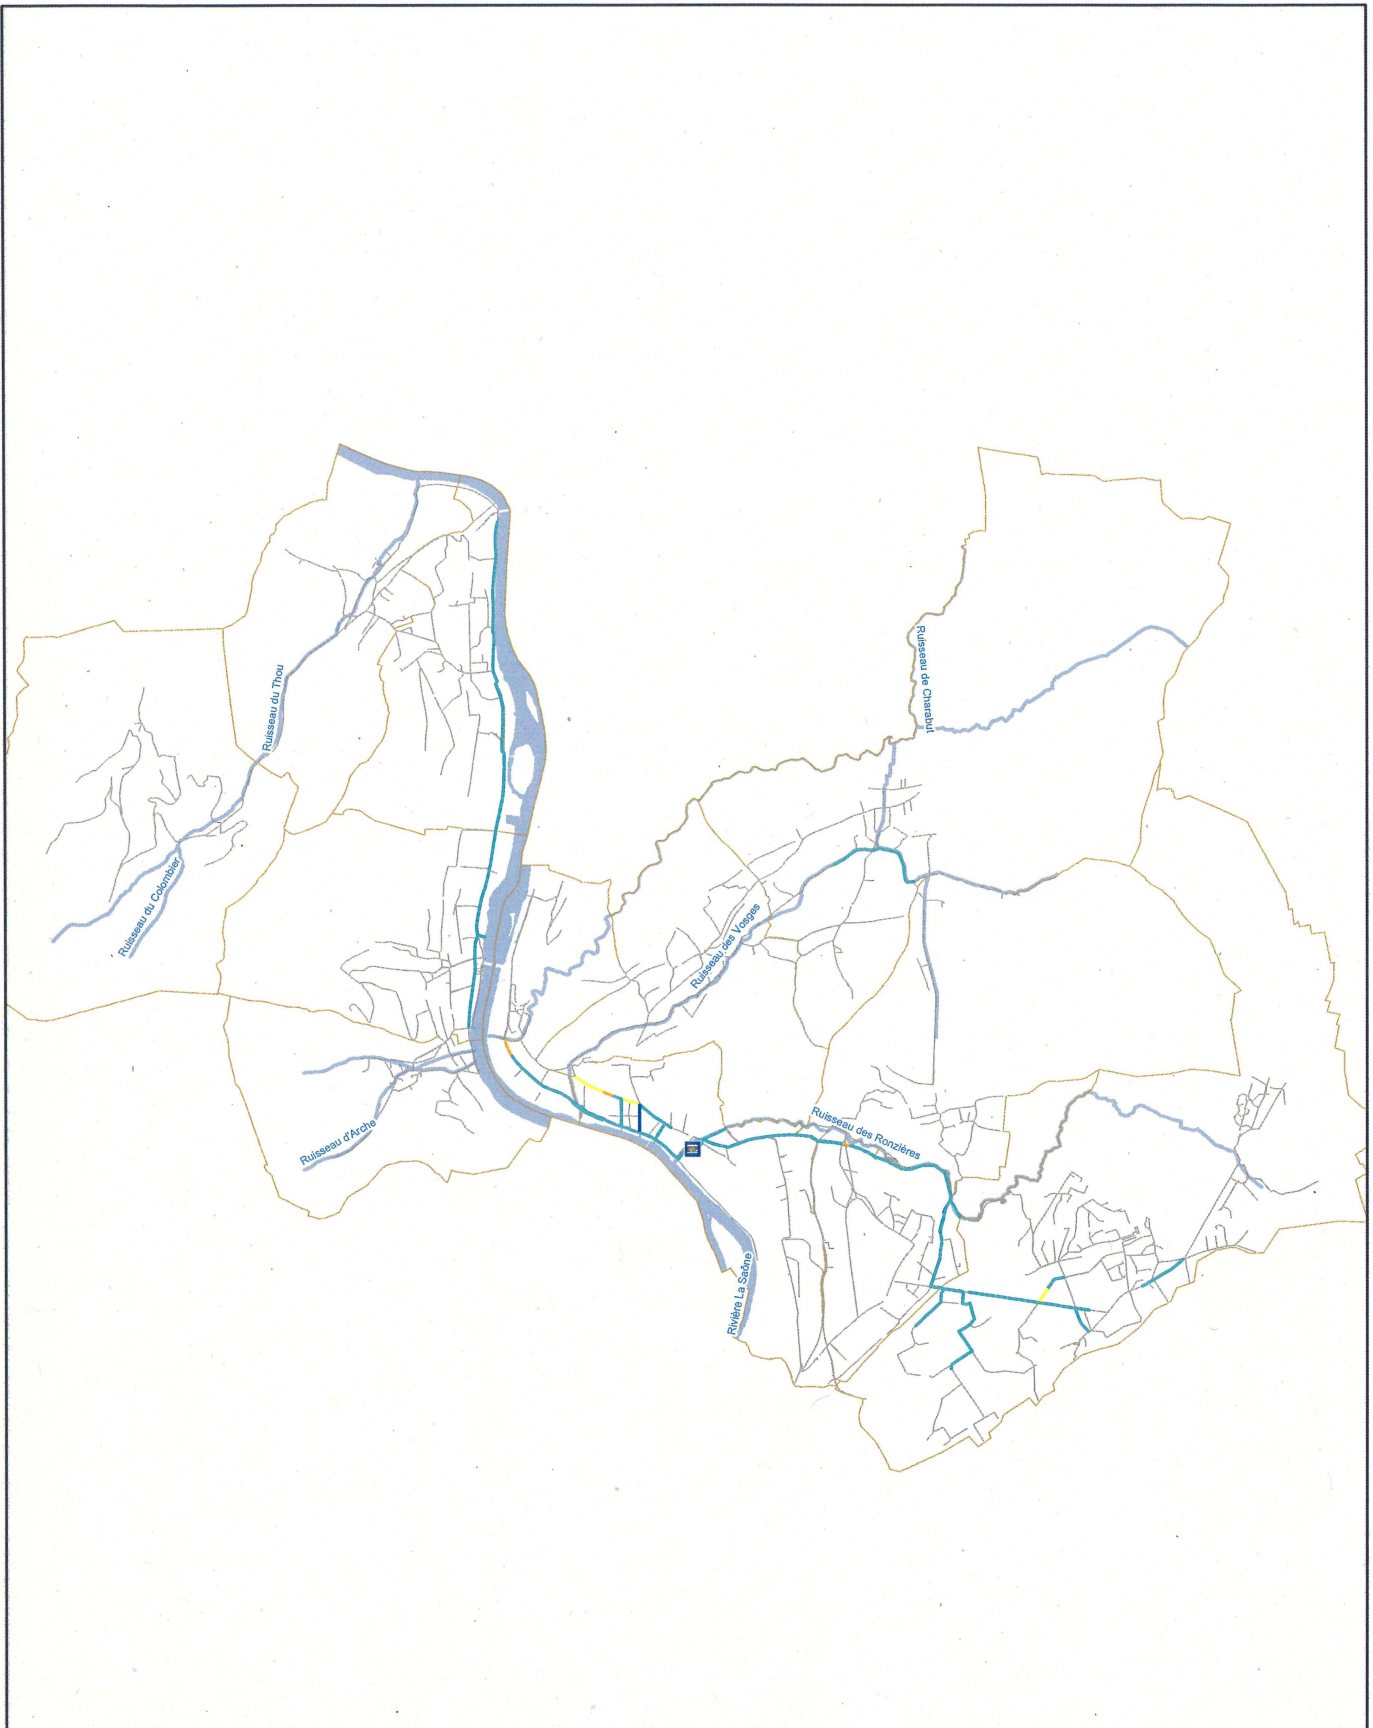 Ruisseau de Charabut
Ruisseau du Thou
Ruisseau du Colombier
Ruisseau des Vosges
Ruisseau d'Arche
Ruisseau des Ronzières
Rivière La Saône